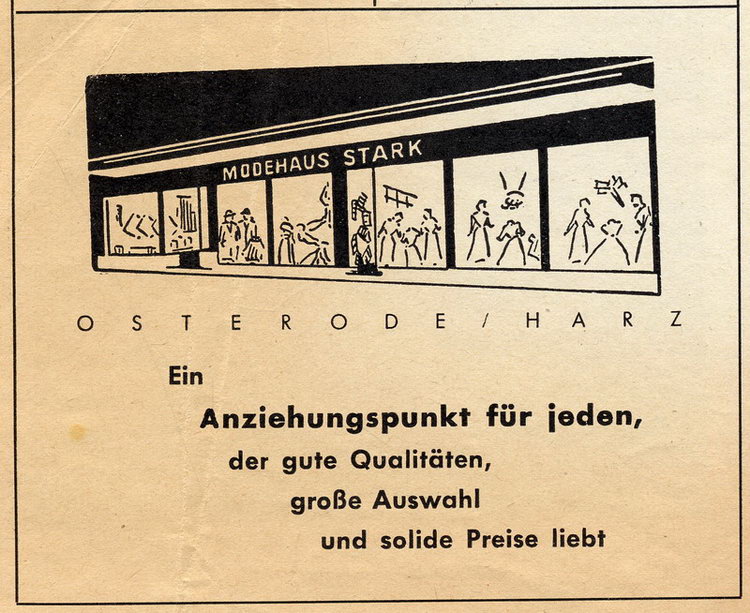 MODEHAUS STARK
OSTERODE/HARZ
Ein
Anziehungspunkt für jeden,
der gute Qualitäten,
große Auswahl
und solide Preise liebt